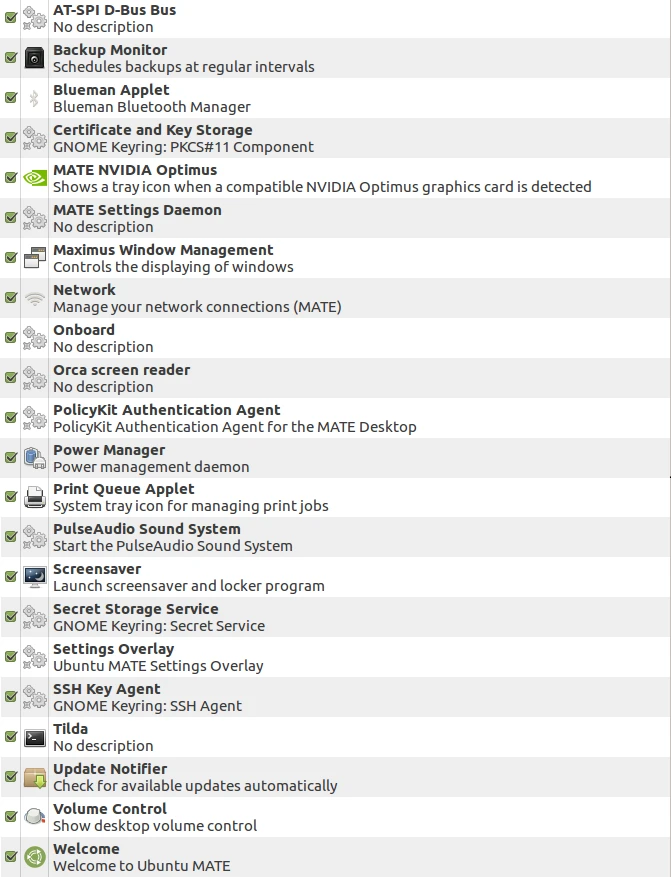 AT-SPI D-Bus Bus
No description
Backup Monitor
Schedules backups at regular intervals
Blueman Applet
Blueman Bluetooth Manager
Certificate and Key Storage
GNOME Keyring: PKCS#11 Component
MATE NVIDIA Optimus
Shows a tray icon when a compatible NVIDIA Optimus graphics card is detected
MATE Settings Daemon
No description
Maximus Window Management
Controls the displaying of windows
Network
Manage your network connections (MATE)
Onboard
No description
Orca screen reader
No description
PolicyKit Authentication Agent
PolicyKit Authentication Agent for the MATE Desktop
Power Manager
Power management daemon
Print Queue Applet
System tray icon for managing print jobs
PulseAudio Sound System
Start the PulseAudio Sound System
Screensaver
Launch screensaver and locker program
Secret Storage Service
GNOME Keyring: Secret Service
Settings Overlay
Ubuntu MATE Settings Overlay
SSH Key Agent
GNOME Keyring: SSH Agent
Tilda
No description
Update Notifier
Check for available updates automatically
Volume Control
Show desktop volume control
Welcome
Welcome to Ubuntu MATE